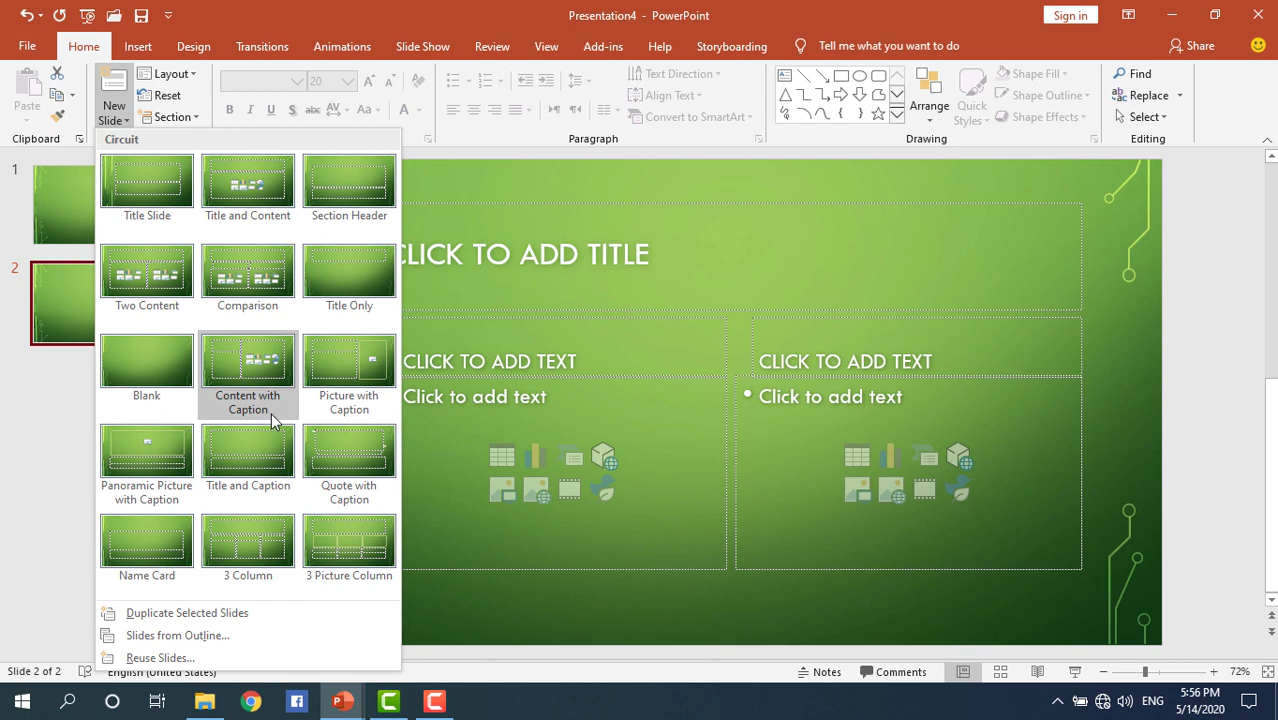 Presentation4 - PowerPoint
Sign in
File
Home
Insert
Design
Transitions
Animations
Slide Show
Review
View
Add-ins
Help
Storyboarding
Tell me what you want to do
Share
Paste
Clipboard
New
Slide
Layout
Reset
Section
20
B
I
U
S
abc
AV
Aa
A
Paragraph
Text Direction
Align Text
Convert to SmartArt
Arrange
Quick
Styles
Shape Fill
Shape Outline
Shape Effects
Drawing
Find
Replace
Select
Editing
Circuit
Title Slide
Title and Content
Section Header
Two Content
Comparison
Title Only
Blank
Content with
Caption
Picture with
Caption
Panoramic Picture
with Caption
Title and Caption
Quote with
Caption
Name Card
3 Column
3 Picture Column
Duplicate Selected Slides
Slides from Outline...
Reuse Slides...
1
2
CLICK TO ADD TITLE
CLICK TO ADD TEXT
Click to add text
CLICK TO ADD TEXT
• Click to add text
Slide 2 of 2
English (United States)
Notes
Comments
72%
ENG
5:56 PM
5/14/2020